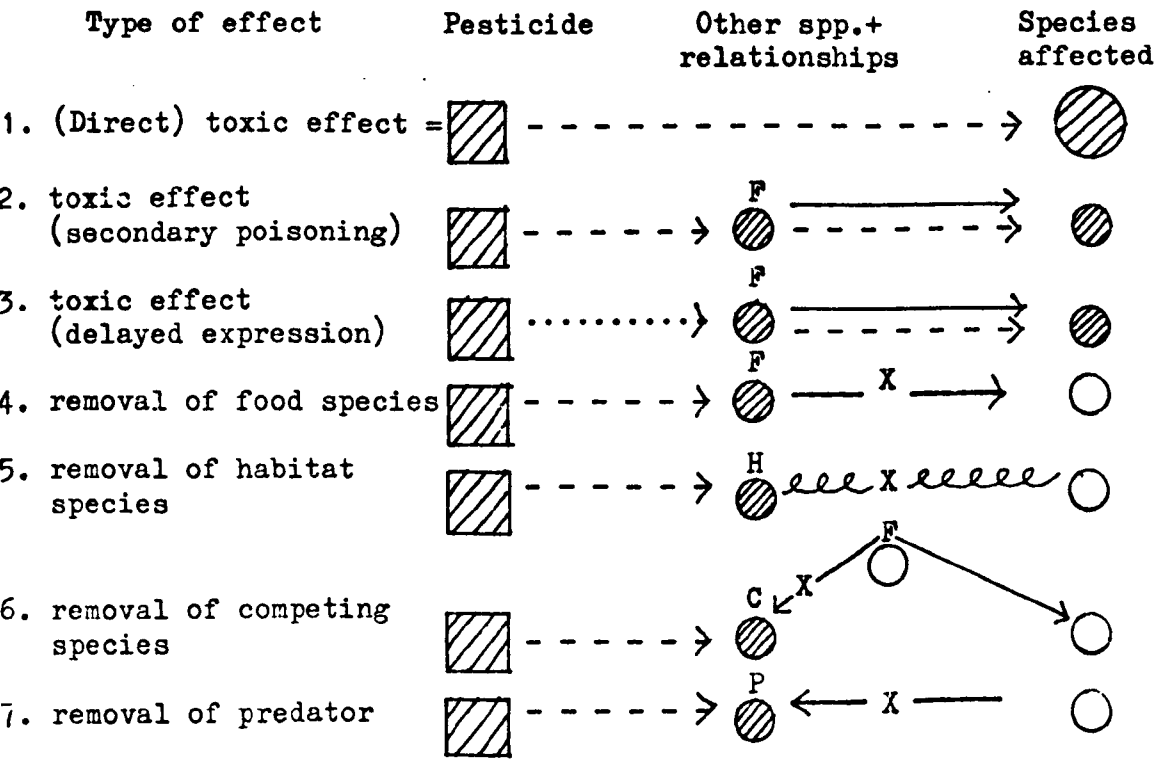 Type of effect Pesticide Other spp.+ Species
relationships affected
1. (Direct) toxic effect =
2. toxic effect F
(secondary poisoning)
3. toxic effect F
(delayed expression)
F
4. removal of food species X
5. removal of habitat H
species X
F
X
6. removal of competing C
species
P
7. removal of predator X